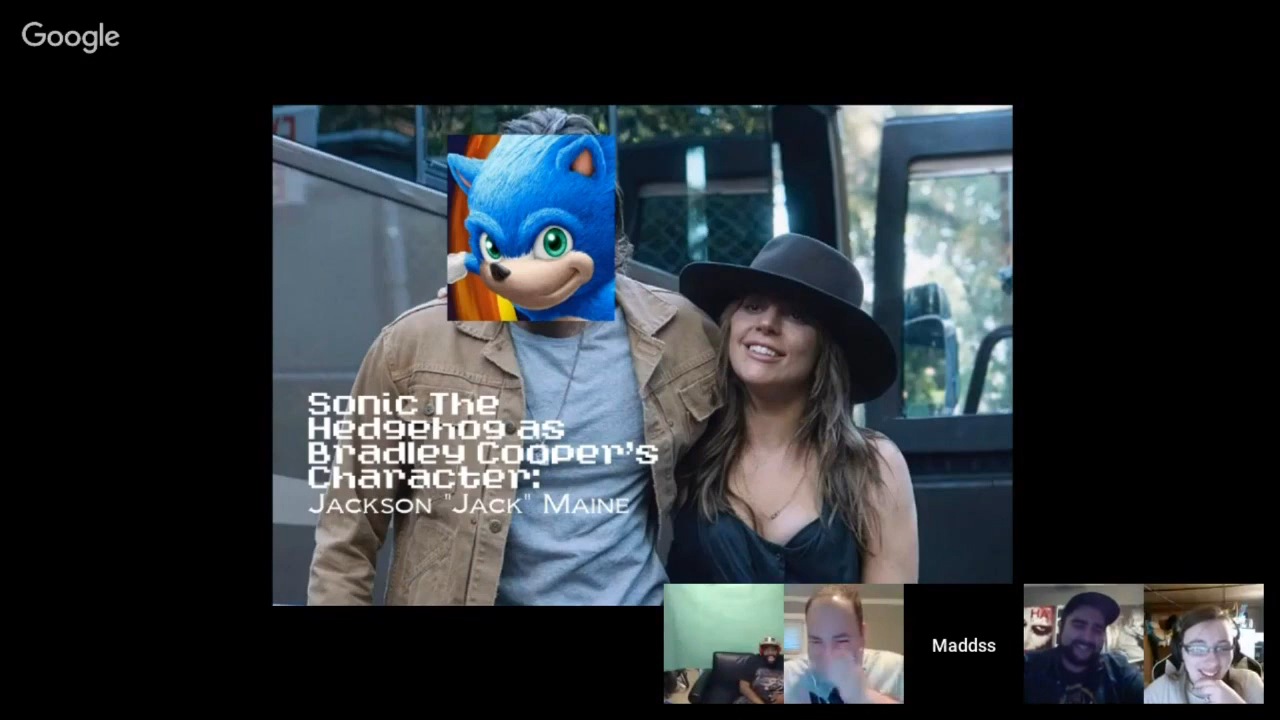 Google
Sonic The
Hedgehog as
Bradley Cooper's
Character:
Jackson "Jack" Maine
Maddss